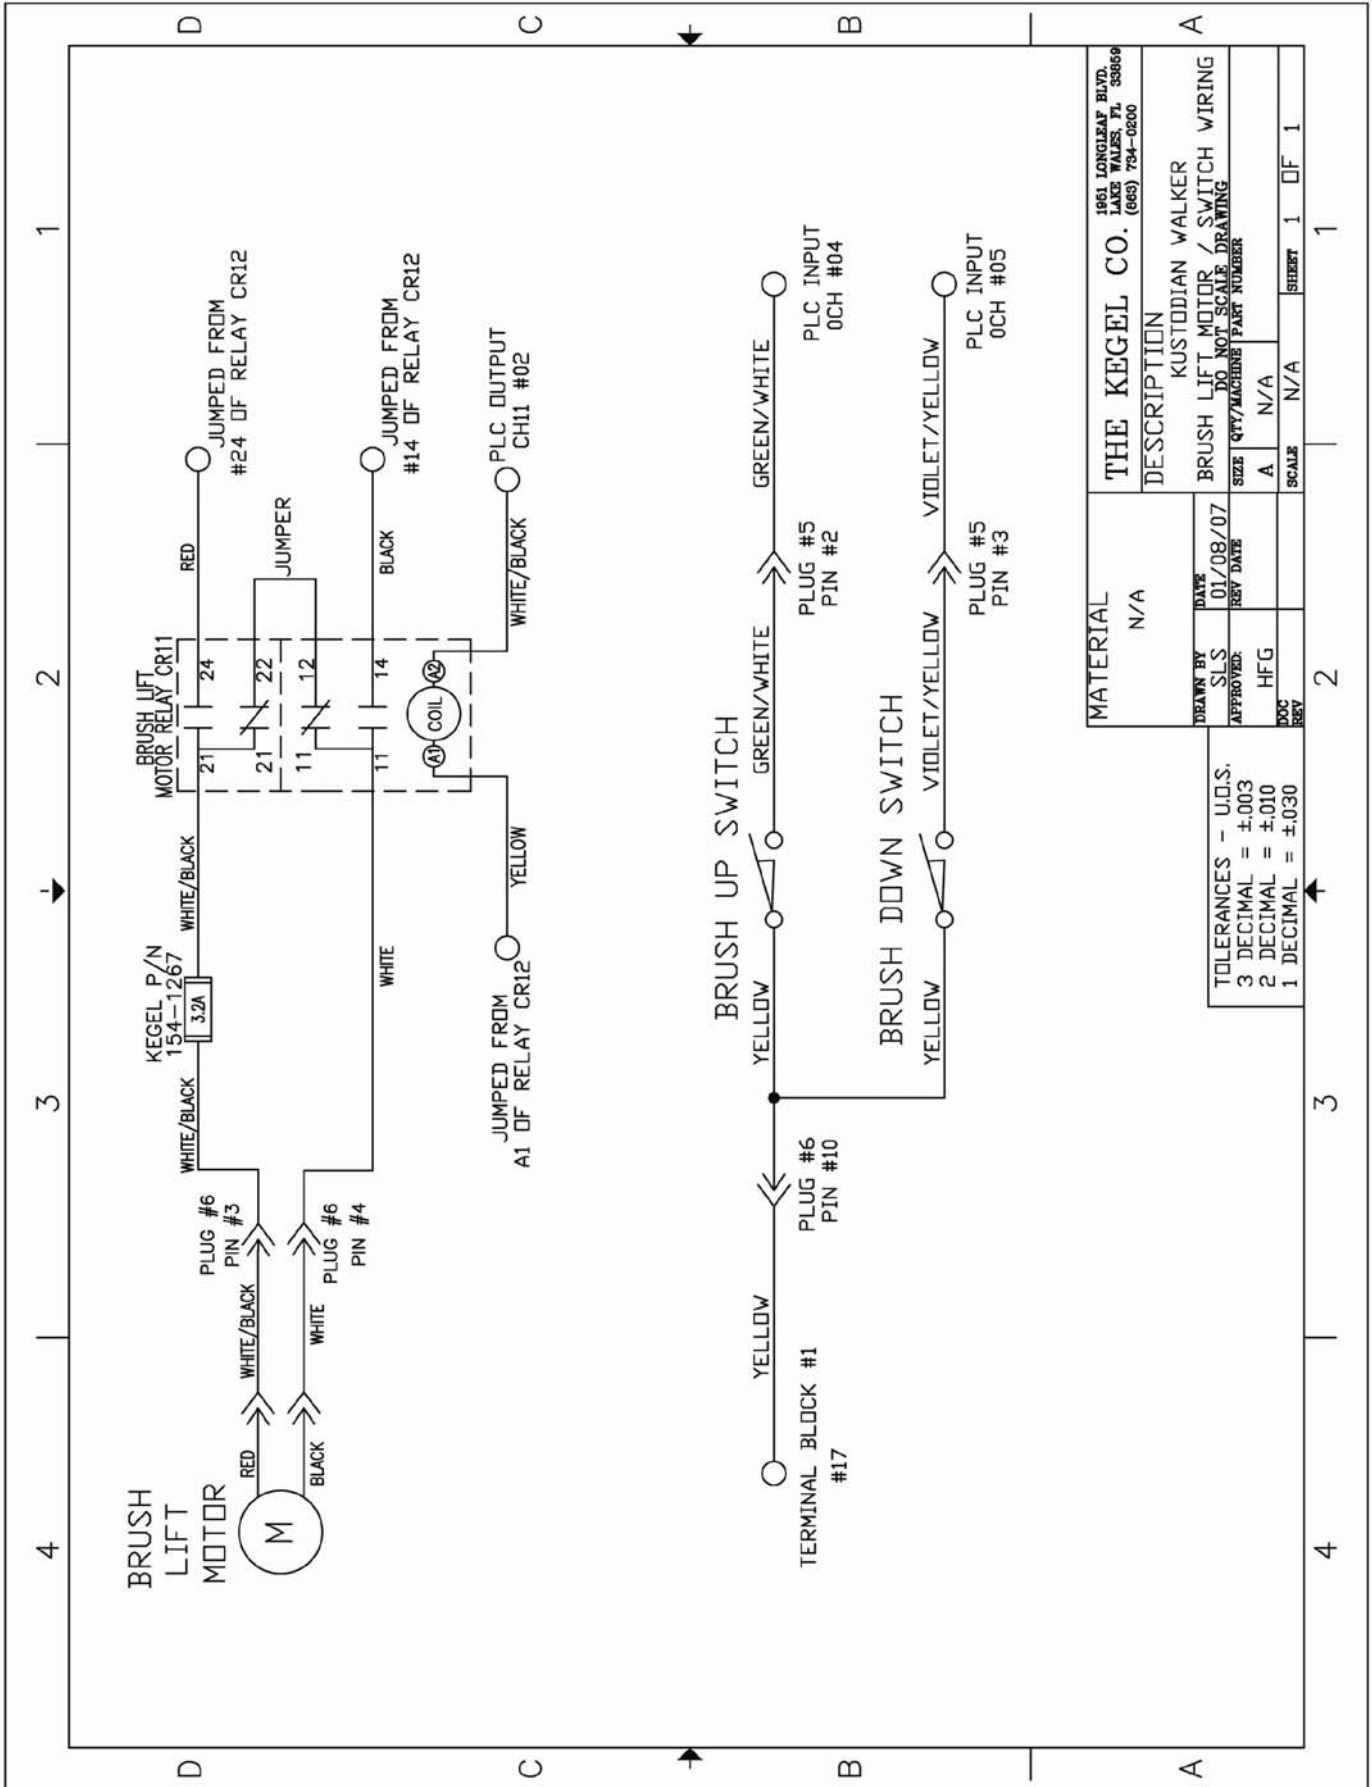 4
3
2
1
D
C
B
A
BRUSH
LIFT
MOTOR
M
RED
BLACK
WHITE/BLACK
WHITE
PLUG #6
PIN #3
PLUG #6
PIN #4
WHITE/BLACK
KEGEL P/N
154-1267
3.2A
WHITE/BLACK
WHITE
BRUSH LIFT
MOTOR RELAY CR11
21
24
21
22
11
12
11
14
A1
COIL
A2
RED
JUMPER
BLACK
JUMPED FROM
#24 OF RELAY CR12
JUMPED FROM
#14 OF RELAY CR12
YELLOW
JUMPED FROM
A1 OF RELAY CR12
WHITE/BLACK
PLC OUTPUT
CH11 #02
BRUSH UP SWITCH
YELLOW
TERMINAL BLOCK #1
#17
PLUG #6
PIN #10
YELLOW
GREEN/WHITE
PLUG #5
PIN #2
GREEN/WHITE
PLC INPUT
0CH #04
BRUSH DOWN SWITCH
YELLOW
VIOLET/YELLOW
PLUG #5
PIN #3
VIOLET/YELLOW
PLC INPUT
0CH #05
TOLERANCES - U.O.S.
3 DECIMAL = ±.003
2 DECIMAL = ±.010
1 DECIMAL = ±.030
MATERIAL
N/A
DRAWN BY
SLS
DATE
01/08/07
APPROVED:
HFG
REV DATE
DOC
REV
THE KEGEL CO.
1951 LONGLEAF BLVD.
LAKE WALES, FL 33859
(863) 734-0200
DESCRIPTION
KUSTODIAN WALKER
BRUSH LIFT MOTOR / SWITCH WIRING
DO NOT SCALE DRAWING
SIZE
A
QTY/MACHINE
N/A
PART NUMBER
SCALE N/A
SHEET 1 OF 1
4
3
2
1
D
C
B
A